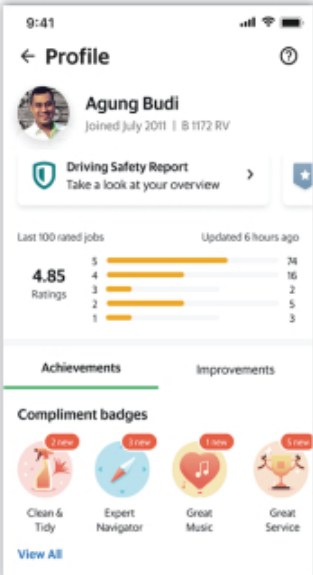 9:41
← Profile
Agung Budi
Joined July 2011 | B 1172 RV
Driving Safety Report
Take a look at your overview
Last 100 rated jobs Updated 6 hours ago
4.85
Ratings
5 74
4 16
3 2
2 5
1 3
Achievements Improvements
Compliment badges
2 new 3 new 1 new 5 new
Clean & Tidy
Expert Navigator
Great Music
Great Service
View All